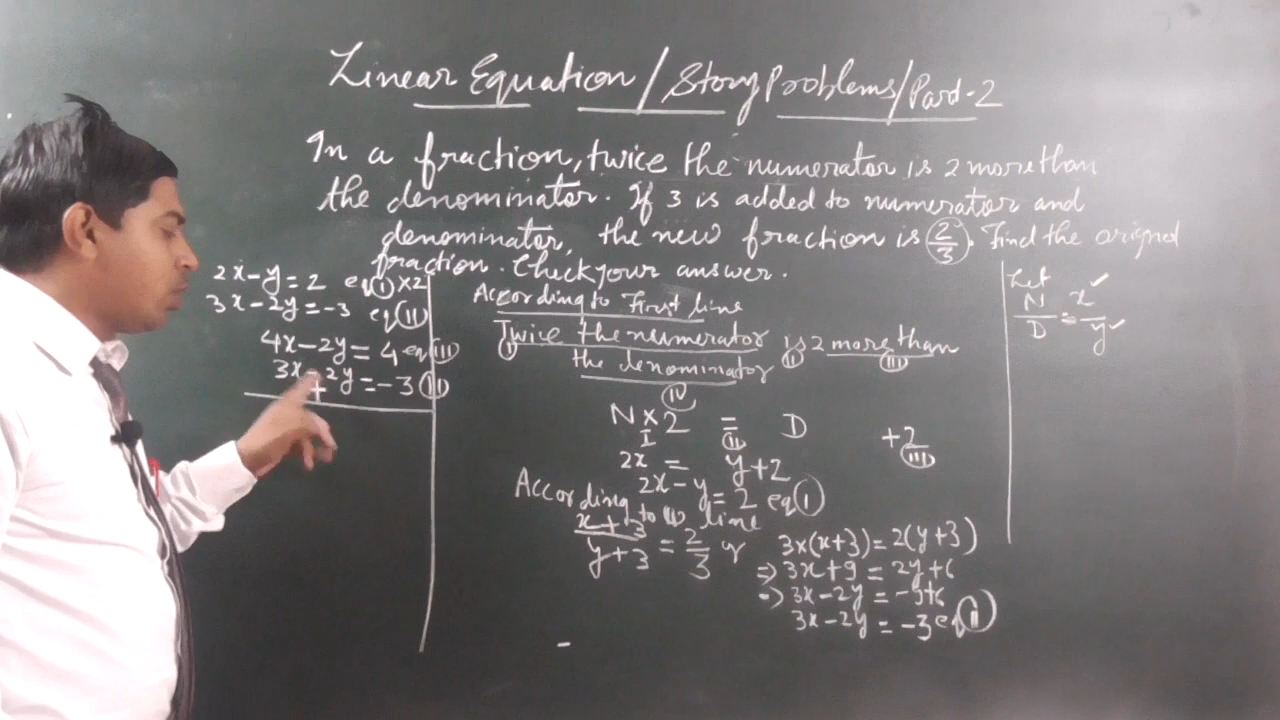 Linear Equation / Story Problems / Part-2
In a fraction, twice the numerator is 2 more than
the denominator. If 3 is added to numerator and
denominator, the new fraction is 2/3. Find the original
fraction. Check your answer.
2x-y=2 eq(I)×2
3x-2y=-3 eq(II)
4x-2y=4 eq(III)
3x-2y=-3 (II)
+
According to First line
Twice the numerator is 2 more than
(I) (II) (III)
the denominator
(IV)
N×2 = D +2
I (II) (III)
2x = y+2
2x-y=2 eq(I)
According to II line
x+3/y+3 = 2/3
3×(x+3)=2(y+3)
⇒ 3x+9=2y+6
⇒ 3x-2y=-9+6
3x-2y=-3 eq(II)
Let
N/D = x/y